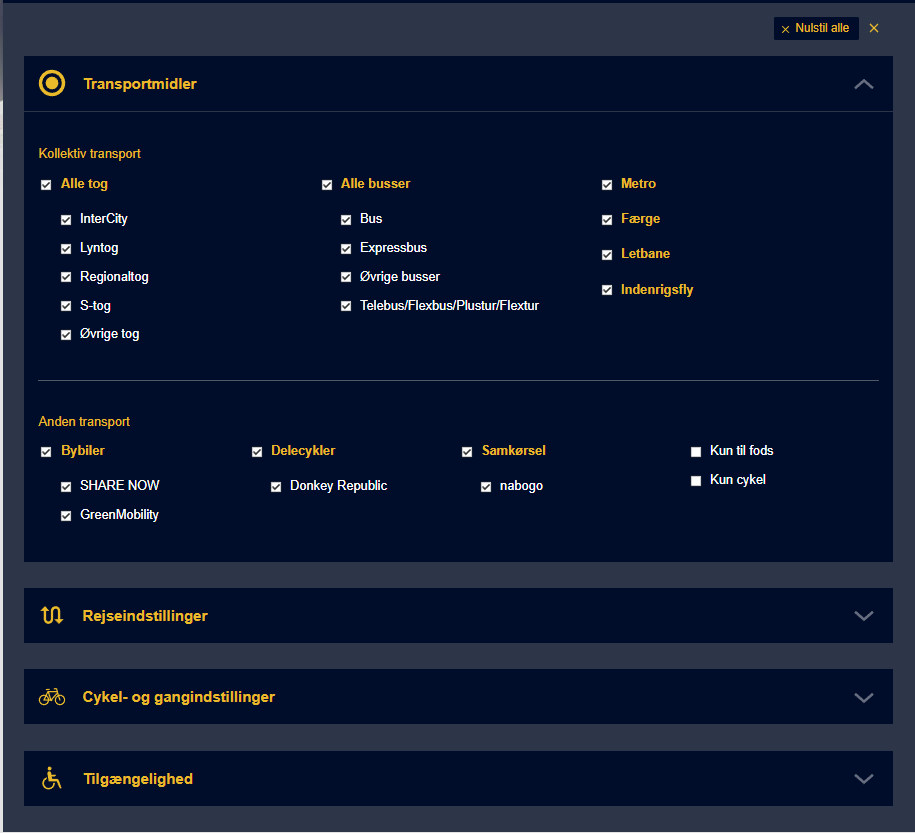 Nulstil alle
Transportmidler
Kollektiv transport
Alle tog
InterCity
Lyntog
Regionaltog
S-tog
Øvrige tog
Alle busser
Bus
Expressbus
Øvrige busser
Telebus/Flexbus/Plustur/Flextur
Metro
Færge
Letbane
Indenrigsfly
Anden transport
Bybiler
SHARE NOW
GreenMobility
Delecykler
Donkey Republic
Samkørsel
nabogo
Kun til fods
Kun cykel
Rejseindstillinger
Cykel- og gangindstillinger
Tilgængelighed